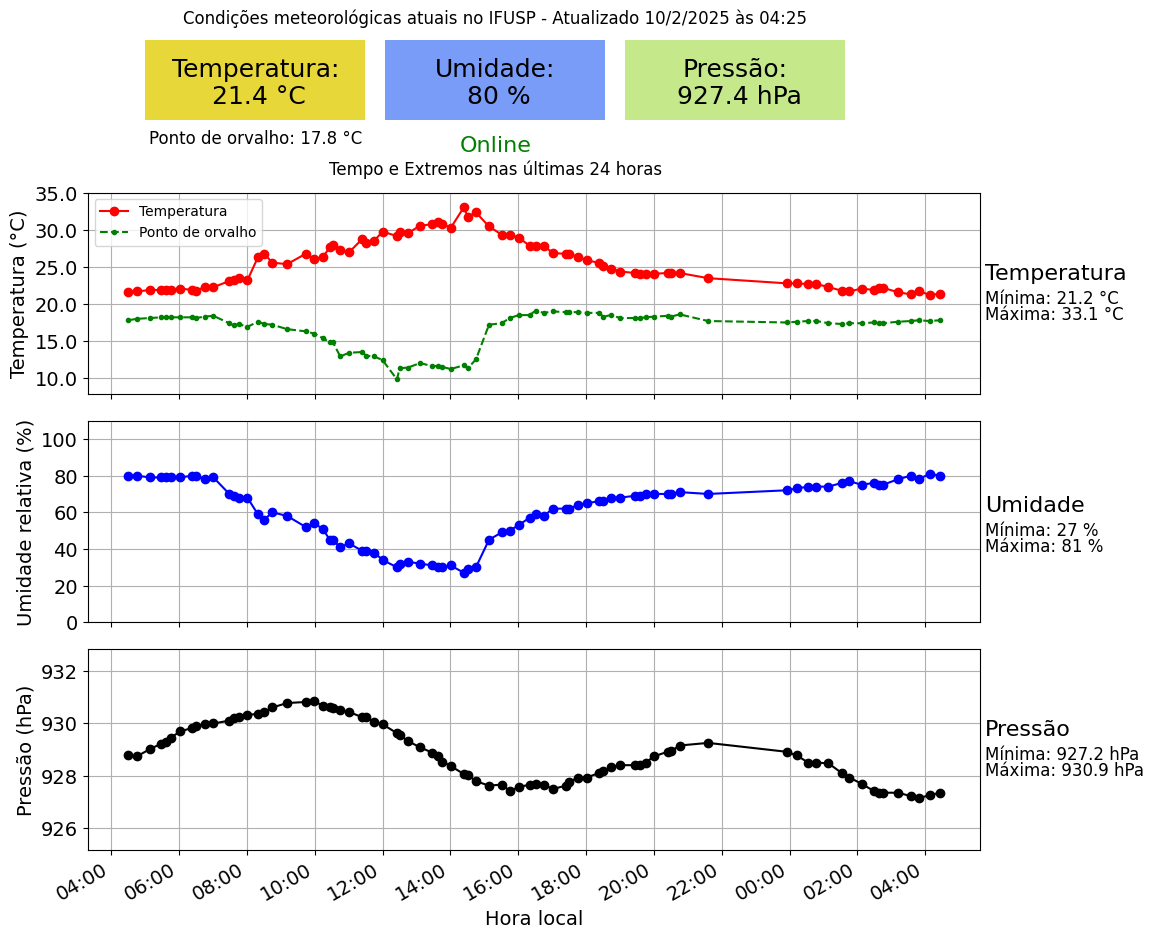 Condições meteorológicas atuais no IFUSP - Atualizado 10/2/2025 às 04:25
Temperatura:
21.4 °C
Umidade:
80 %
Pressão:
927.4 hPa
Ponto de orvalho: 17.8 °C
Online
Tempo e Extremos nas últimas 24 horas
Temperatura (°C)
35.0
30.0
25.0
20.0
15.0
10.0
Temperatura
Ponto de orvalho
Temperatura
Mínima: 21.2 °C
Máxima: 33.1 °C
Umidade relativa (%)
100
80
60
40
20
0
Umidade
Mínima: 27 %
Máxima: 81 %
Pressão (hPa)
932
930
928
926
Pressão
Mínima: 927.2 hPa
Máxima: 930.9 hPa
04:00 06:00 08:00 10:00 12:00 14:00 16:00 18:00 20:00 22:00 00:00 02:00 04:00
Hora local